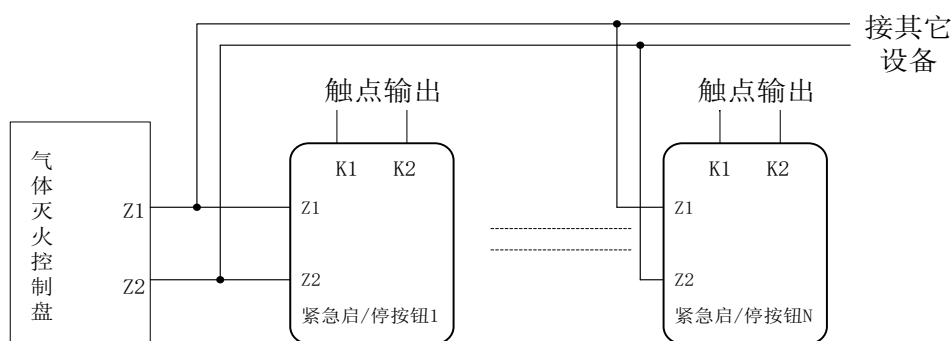 接其它
设备
触点输出
触点输出
气体灭火控制盘
Z1
Z2
K1 K2
Z1
Z2
紧急启/停按钮1
K1 K2
Z1
Z2
紧急启/停按钮N